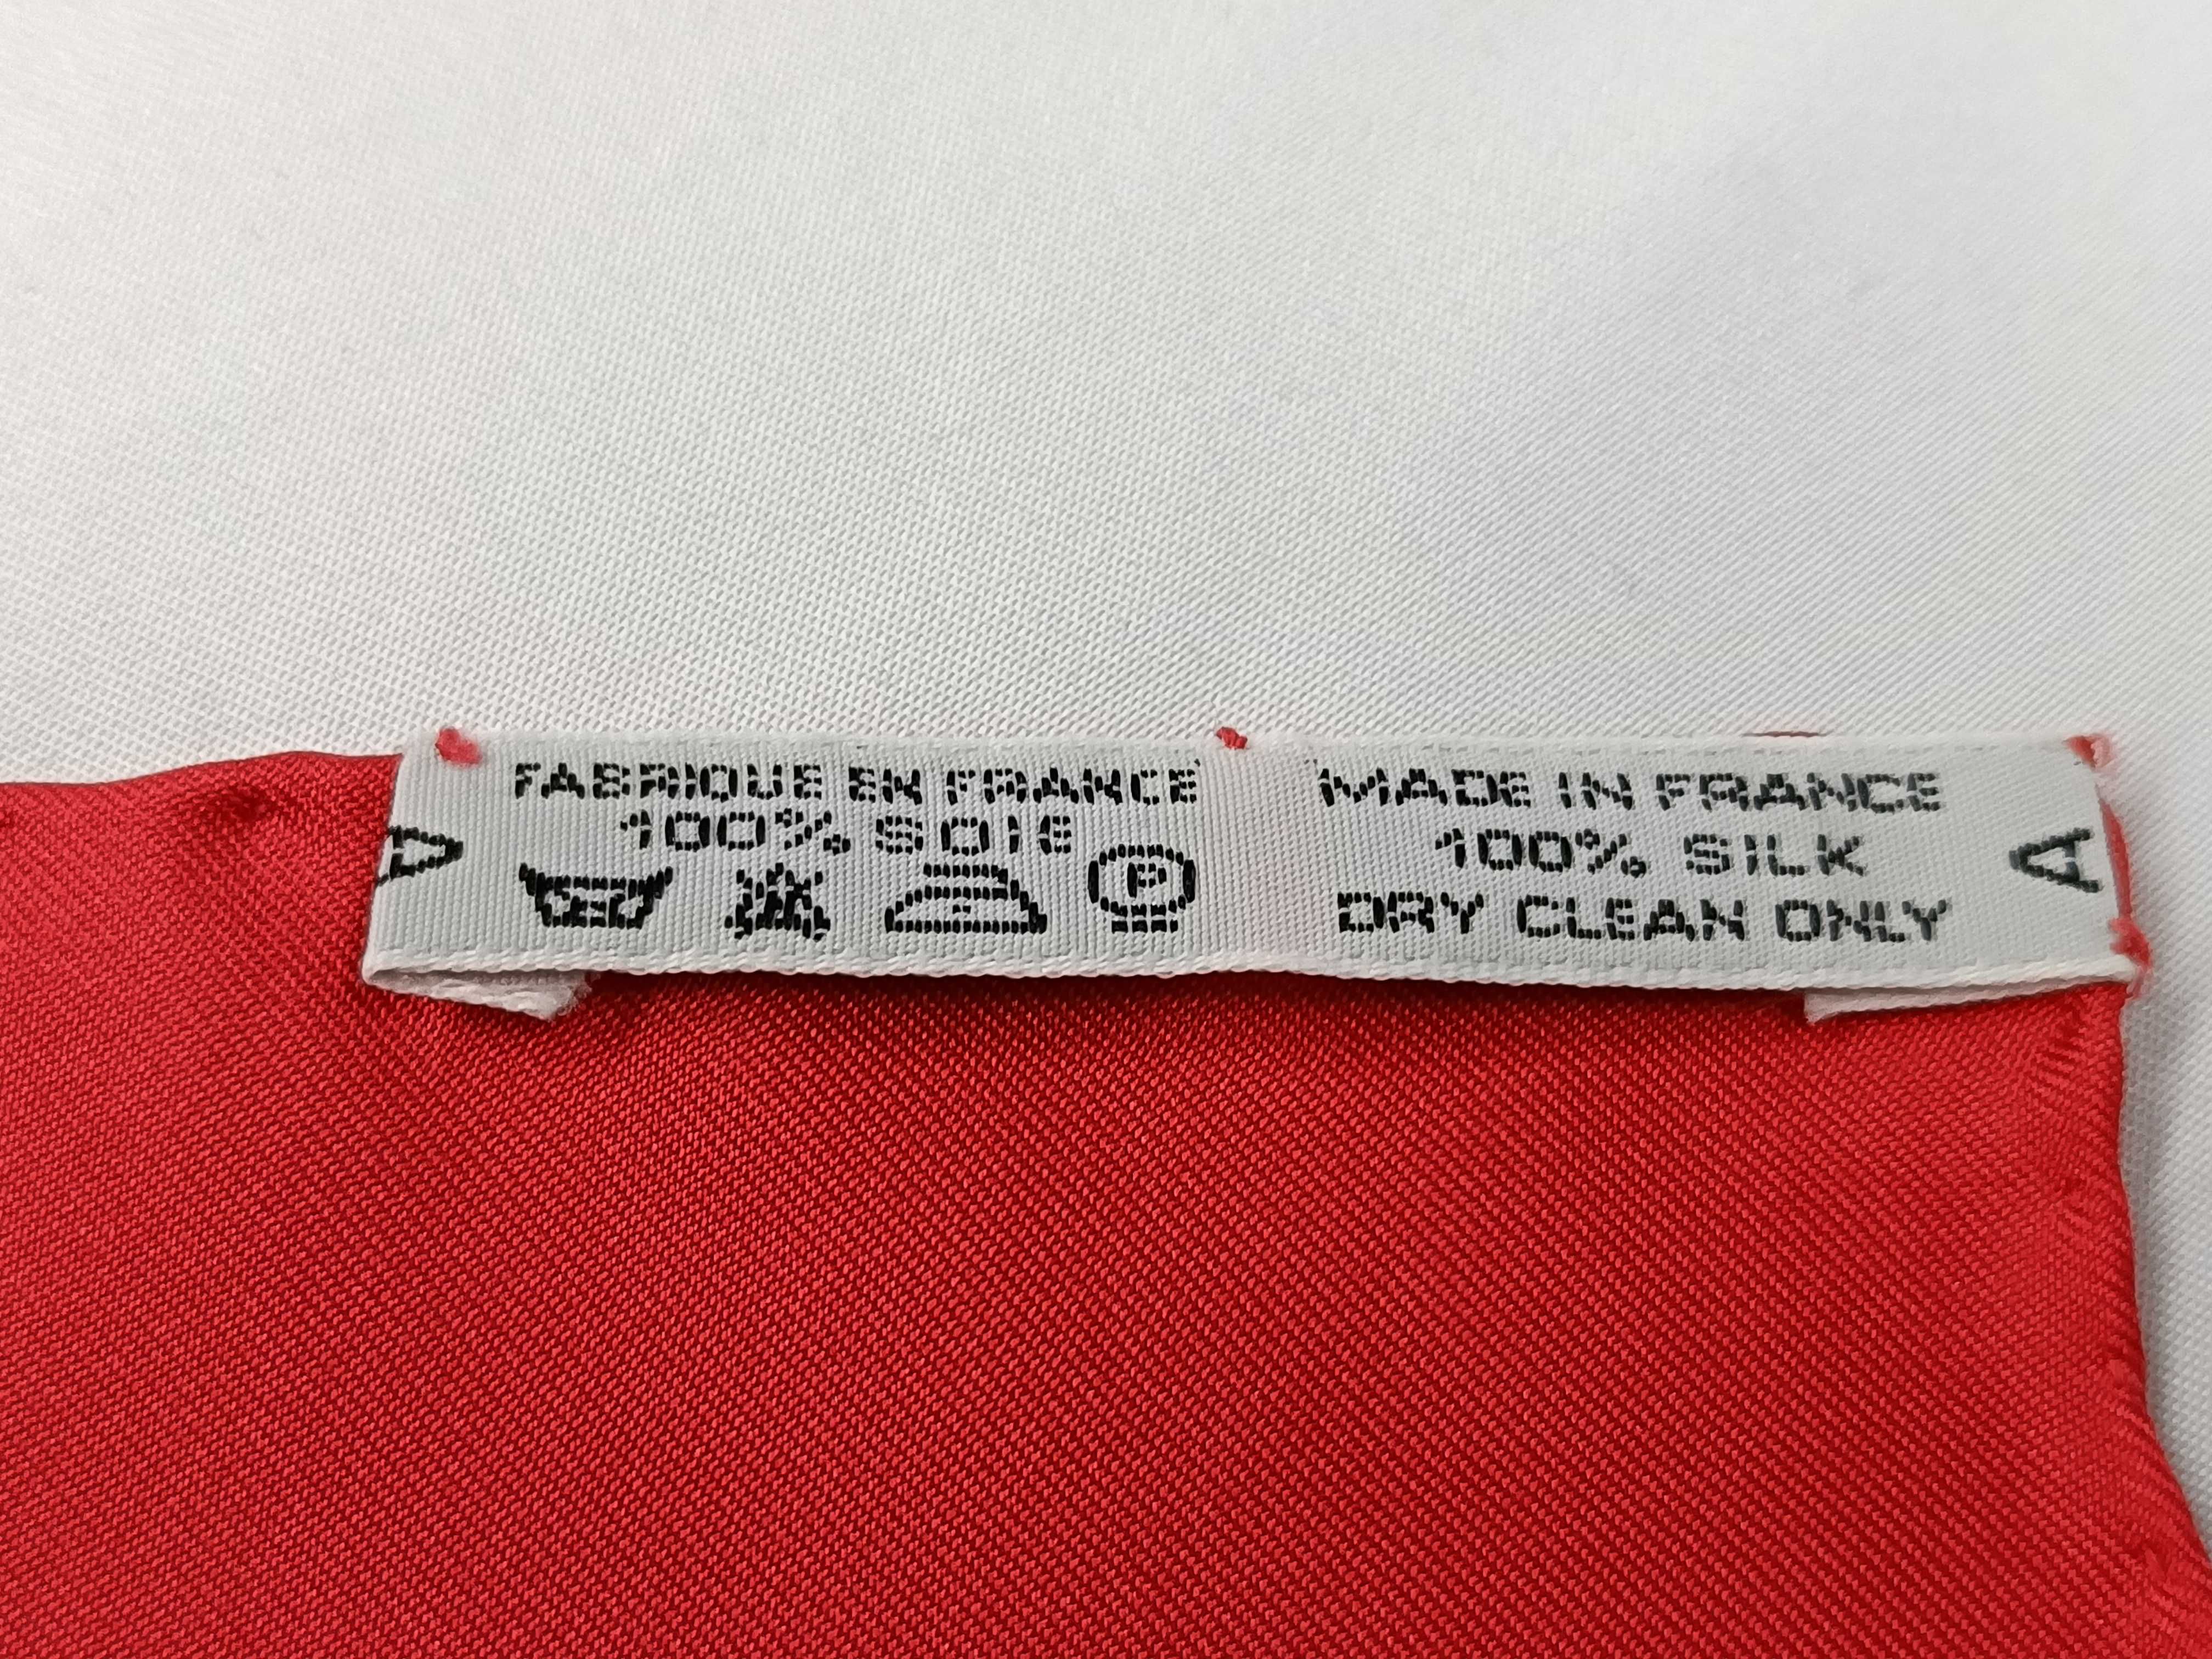 FABRIQUE EN FRANCE
100% SOIE
P
MADE IN FRANCE
100% SILK
DRY CLEAN ONLY
A